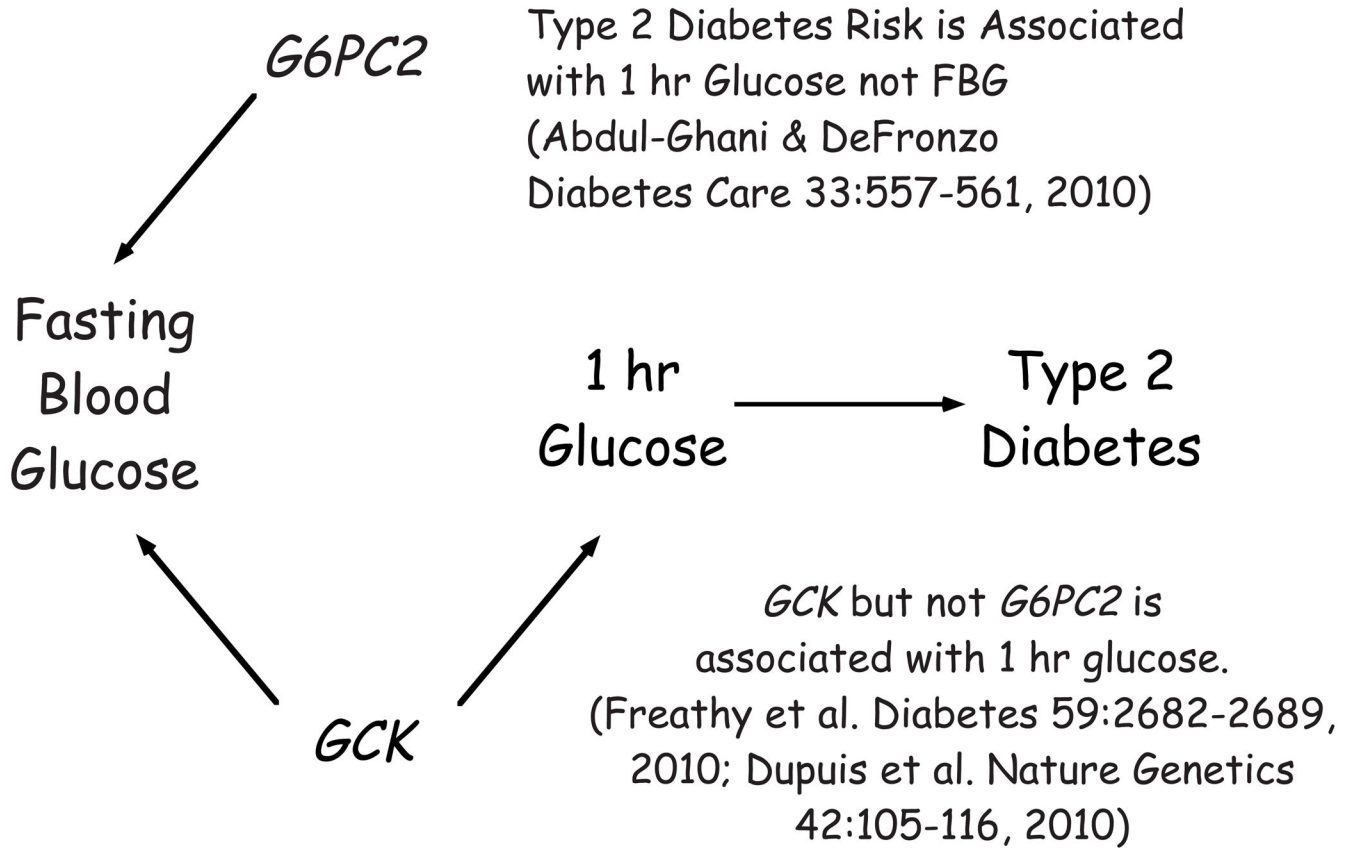 G6PC2
Type 2 Diabetes Risk is Associated
with 1 hr Glucose not FBG
(Abdul-Ghani & DeFronzo
Diabetes Care 33:557-561, 2010)
Fasting
Blood
Glucose
1 hr
Glucose
Type 2
Diabetes
GCK
GCK but not G6PC2 is
associated with 1 hr glucose.
(Freathy et al. Diabetes 59:2682-2689,
2010; Dupuis et al. Nature Genetics
42:105-116, 2010)